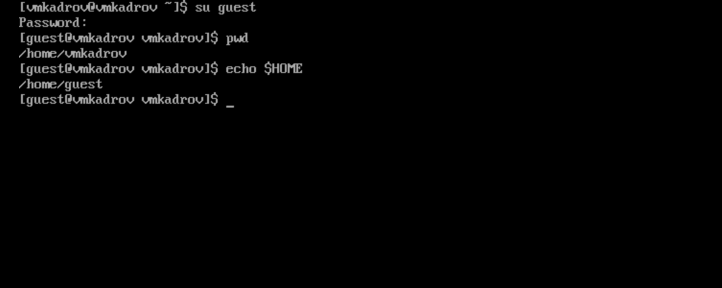 [vmkadrov@vmkadrov ~]$ su guest
Password:
[guest@vmkadrov vmkadrov]$ pwd
/home/vmkadrov
[guest@vmkadrov vmkadrov]$ echo $HOME
/home/guest
[guest@vmkadrov vmkadrov]$ _